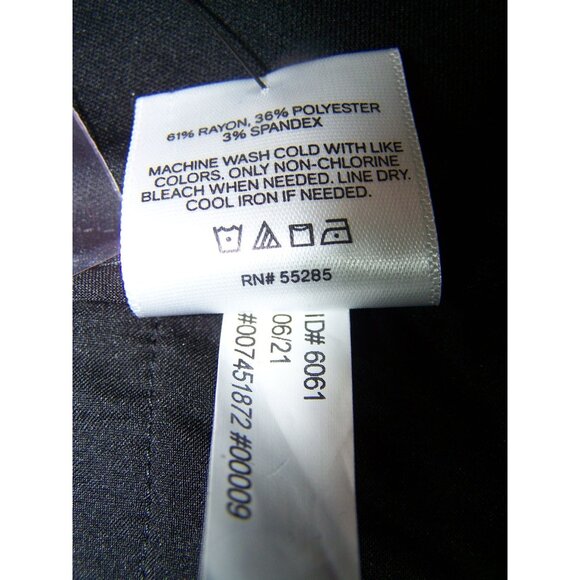 61% RAYON, 36% POLYESTER
3% SPANDEX
MACHINE WASH COLD WITH LIKE
COLORS. ONLY NON-CHLORINE
BLEACH WHEN NEEDED. LINE DRY.
COOL IRON IF NEEDED.
RN# 55285
ID# 6061
06/21
#007451872 #00009